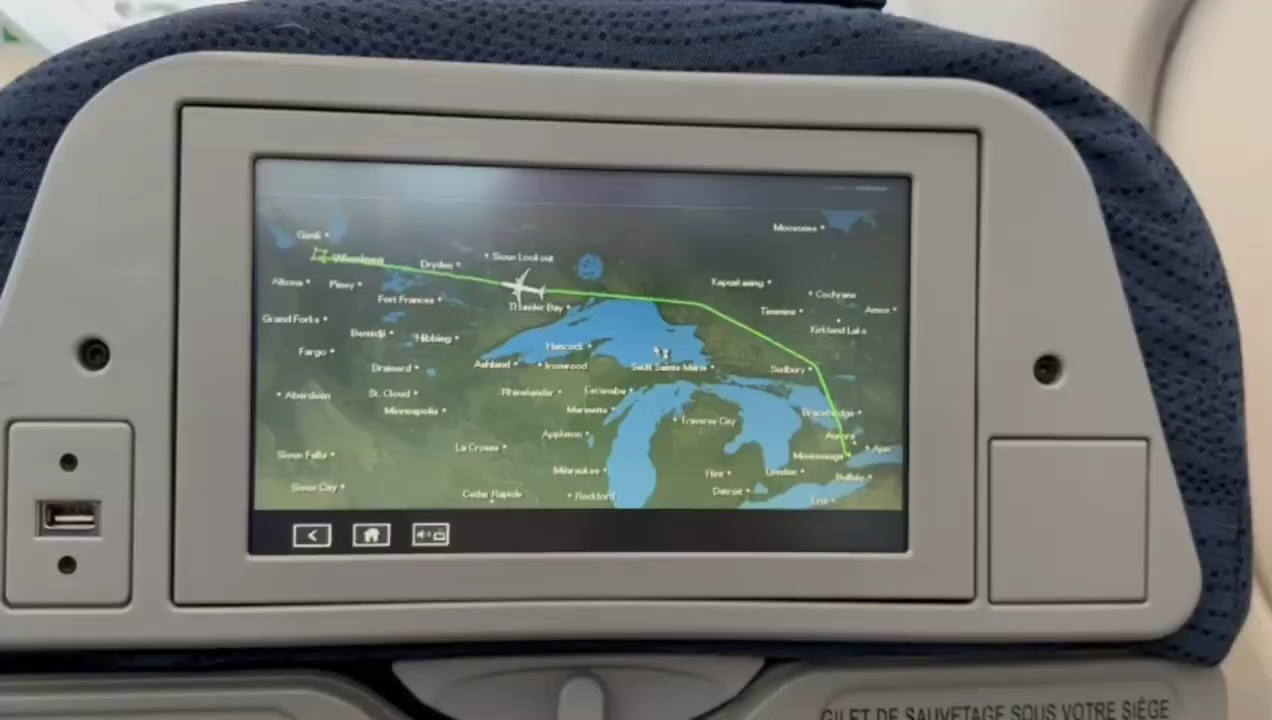 Moosonee
Gimli
Winnipeg
Sioux Lookout
Dryden
Altona
Piney
Kapuskasing
Fort Frances
Cochrane
Thunder Bay
Timmins
Amos
Grand Forks
Kirkland Lake
Bemidji
Hibbing
Hancock
Fargo
Ashland
Ironwood
Sault Sainte Marie
Brainerd
Sudbury
Aberdeen
St. Cloud
Rhinelander
Escanaba
Minneapolis
Marinette
Bracebridge
Traverse City
Appleton
Aurora
La Crosse
Ajax
Sioux Falls
Mississauga
Milwaukee
Flint
London
Buffalo
Sioux City
Cedar Rapids
Rockford
Detroit
Erie
GILET DE SAUVETAGE SOUS VOTRE SIÈGE